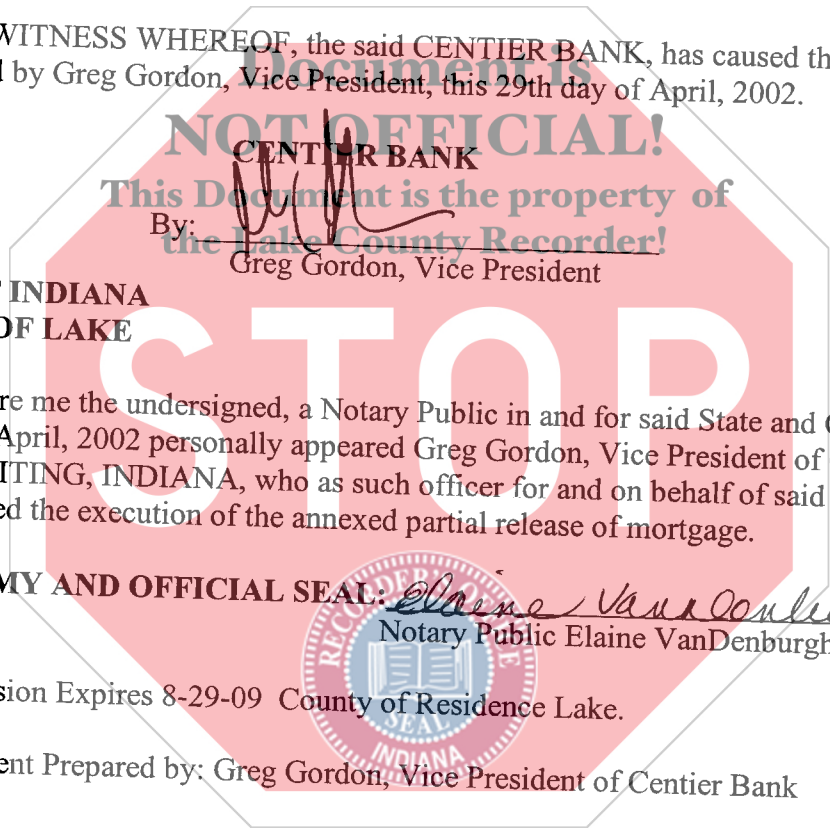 WITNESS WHEREOF, the said CENTIER BANK, has caused th
by Greg Gordon, Vice President, this 29th day of April, 2002.
Document is
NOT OFFICIAL!
CENTIER BANK
This Document is the property of
the Lake County Recorder!
By:
Greg Gordon, Vice President
INDIANA
OF LAKE
STOP
re me the undersigned, a Notary Public in and for said State and C
April, 2002 personally appeared Greg Gordon, Vice President of
ITING, INDIANA, who as such officer for and on behalf of said
ed the execution of the annexed partial release of mortgage.
MY AND OFFICIAL SEAL: Elaine
Notary Public Elaine VanDenburgh
sion Expires 8-29-09 County of Residence Lake.
SEAL
INDIANA
ent Prepared by: Greg Gordon, Vice President of Centier Bank